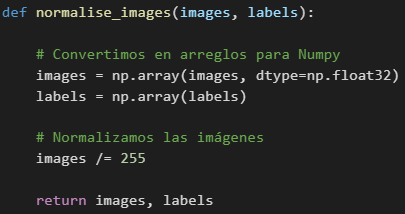 def normalise_images(images, labels):
# Convertimos en arreglos para Numpy
images = np.array(images, dtype=np.float32)
labels = np.array(labels)
# Normalizamos las imágenes
images /= 255
return images, labels